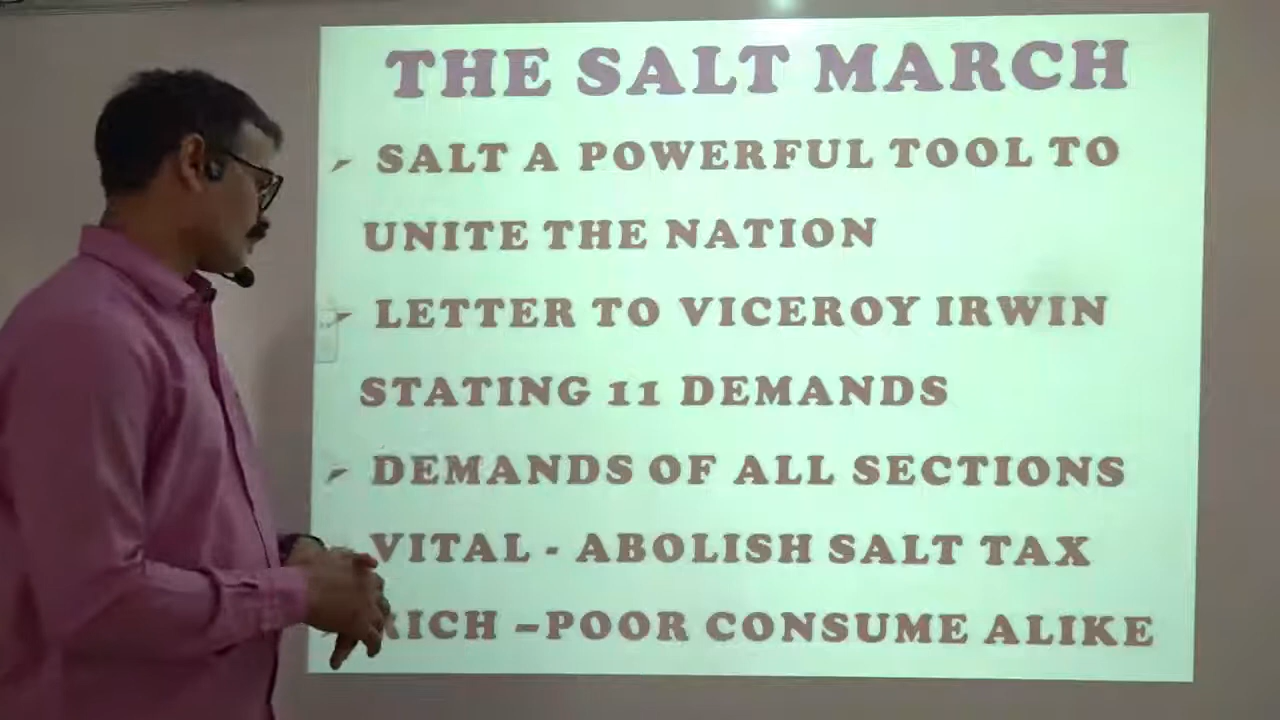 THE SALT MARCH
➢ SALT A POWERFUL TOOL TO
UNITE THE NATION
➢ LETTER TO VICEROY IRWIN
STATING 11 DEMANDS
➢ DEMANDS OF ALL SECTIONS
VITAL - ABOLISH SALT TAX
RICH –POOR CONSUME ALIKE